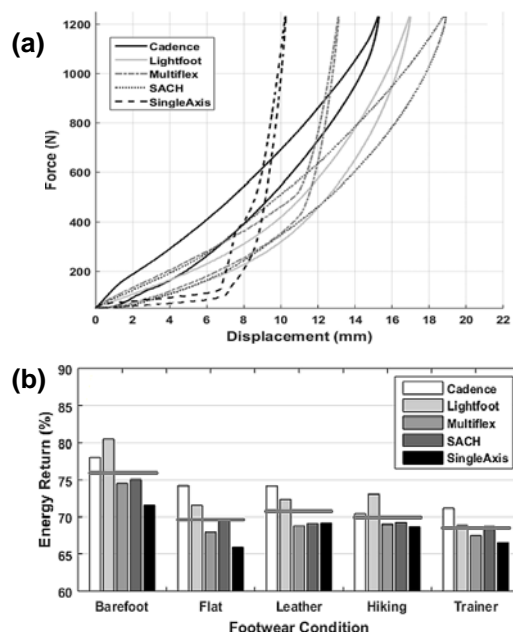 (a)
1200
1000
800
600
400
200
Force (N)
Cadence
Lightfoot
Multiflex
SACH
SingleAxis
0 2 4 6 8 10 12 14 16 18 20 22
Displacement (mm)
(b)
90
85
80
75
70
65
60
Energy Return (%)
Cadence
Lightfoot
Multiflex
SACH
SingleAxis
Barefoot Flat Leather Hiking Trainer
Footwear Condition